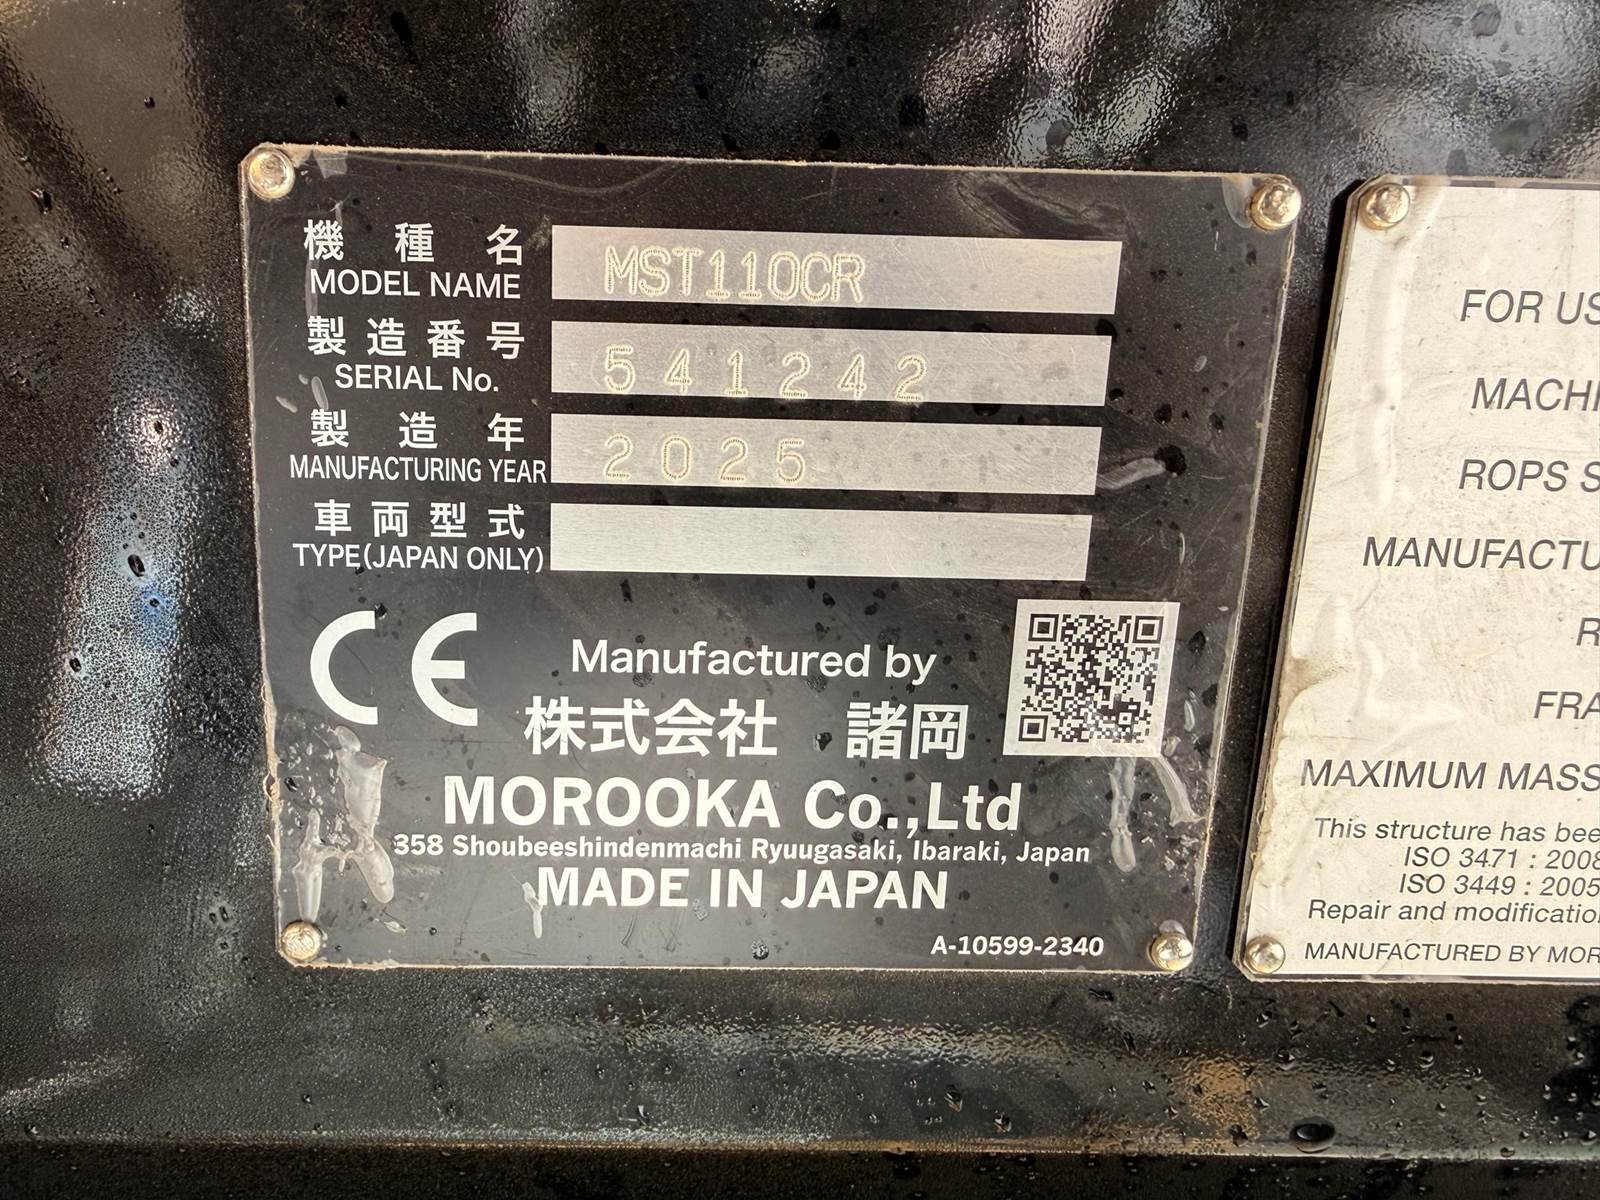 機種名
MODEL NAME
MST110CR
製造番号
SERIAL No.
541242
製造年
MANUFACTURING YEAR
2025
車両型式
TYPE(JAPAN ONLY)
CE
Manufactured by
株式会社 諸岡
MOROOKA Co.,Ltd
358 Shoubeeshindenmachi Ryuugasaki, Ibaraki, Japan
MADE IN JAPAN
A-10599-2340
FOR US
MACHI
ROPS S
MANUFACTU
R
FRA
MAXIMUM MASS
This structure has bee
ISO 3471 : 2008
ISO 3449 : 2005
Repair and modificatio
MANUFACTURED BY MOR